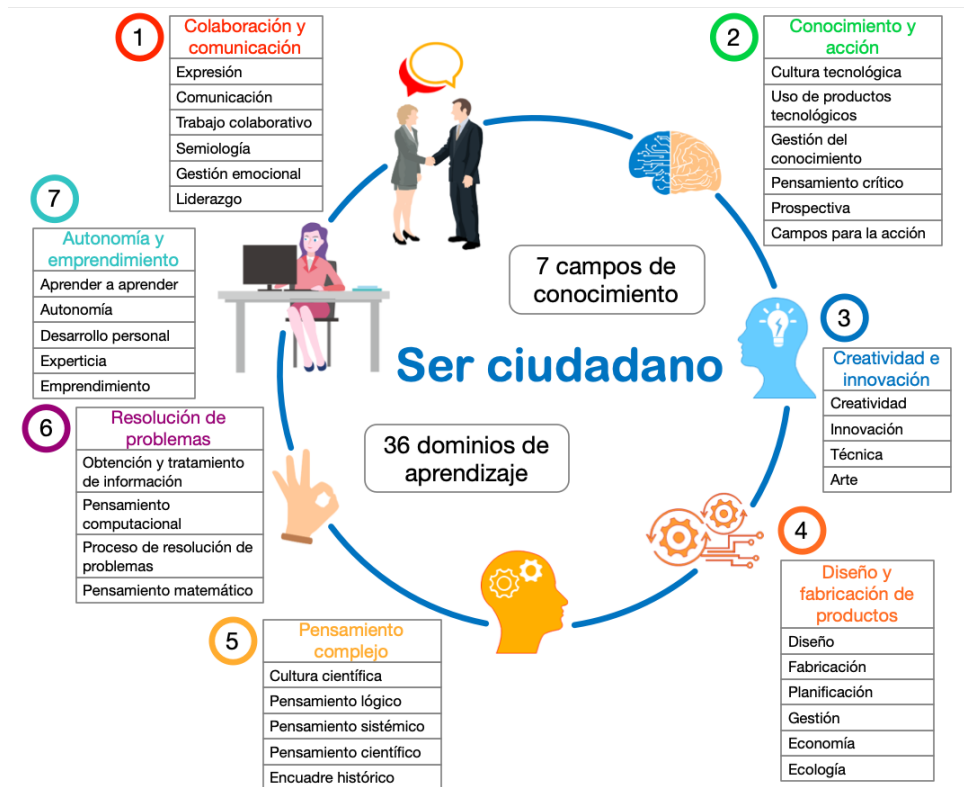 1
Colaboración y
comunicación
Expresión
Comunicación
Trabajo colaborativo
Semiología
Gestión emocional
Liderazgo
2
Conocimiento y
acción
Cultura tecnológica
Uso de productos
tecnológicos
Gestión del
conocimiento
Pensamiento crítico
Prospectiva
Campos para la acción
7 campos de
conocimiento
Ser ciudadano
36 dominios de
aprendizaje
3
Creatividad e
innovación
Creatividad
Innovación
Técnica
Arte
4
Diseño y
fabricación de
productos
Diseño
Fabricación
Planificación
Gestión
Economía
Ecología
5
Pensamiento
complejo
Cultura científica
Pensamiento lógico
Pensamiento sistémico
Pensamiento científico
Encuadre histórico
6
Resolución de
problemas
Obtención y tratamiento
de información
Pensamiento
computacional
Proceso de resolución de
problemas
Pensamiento matemático
7
Autonomía y
emprendimiento
Aprender a aprender
Autonomía
Desarrollo personal
Experticia
Emprendimiento